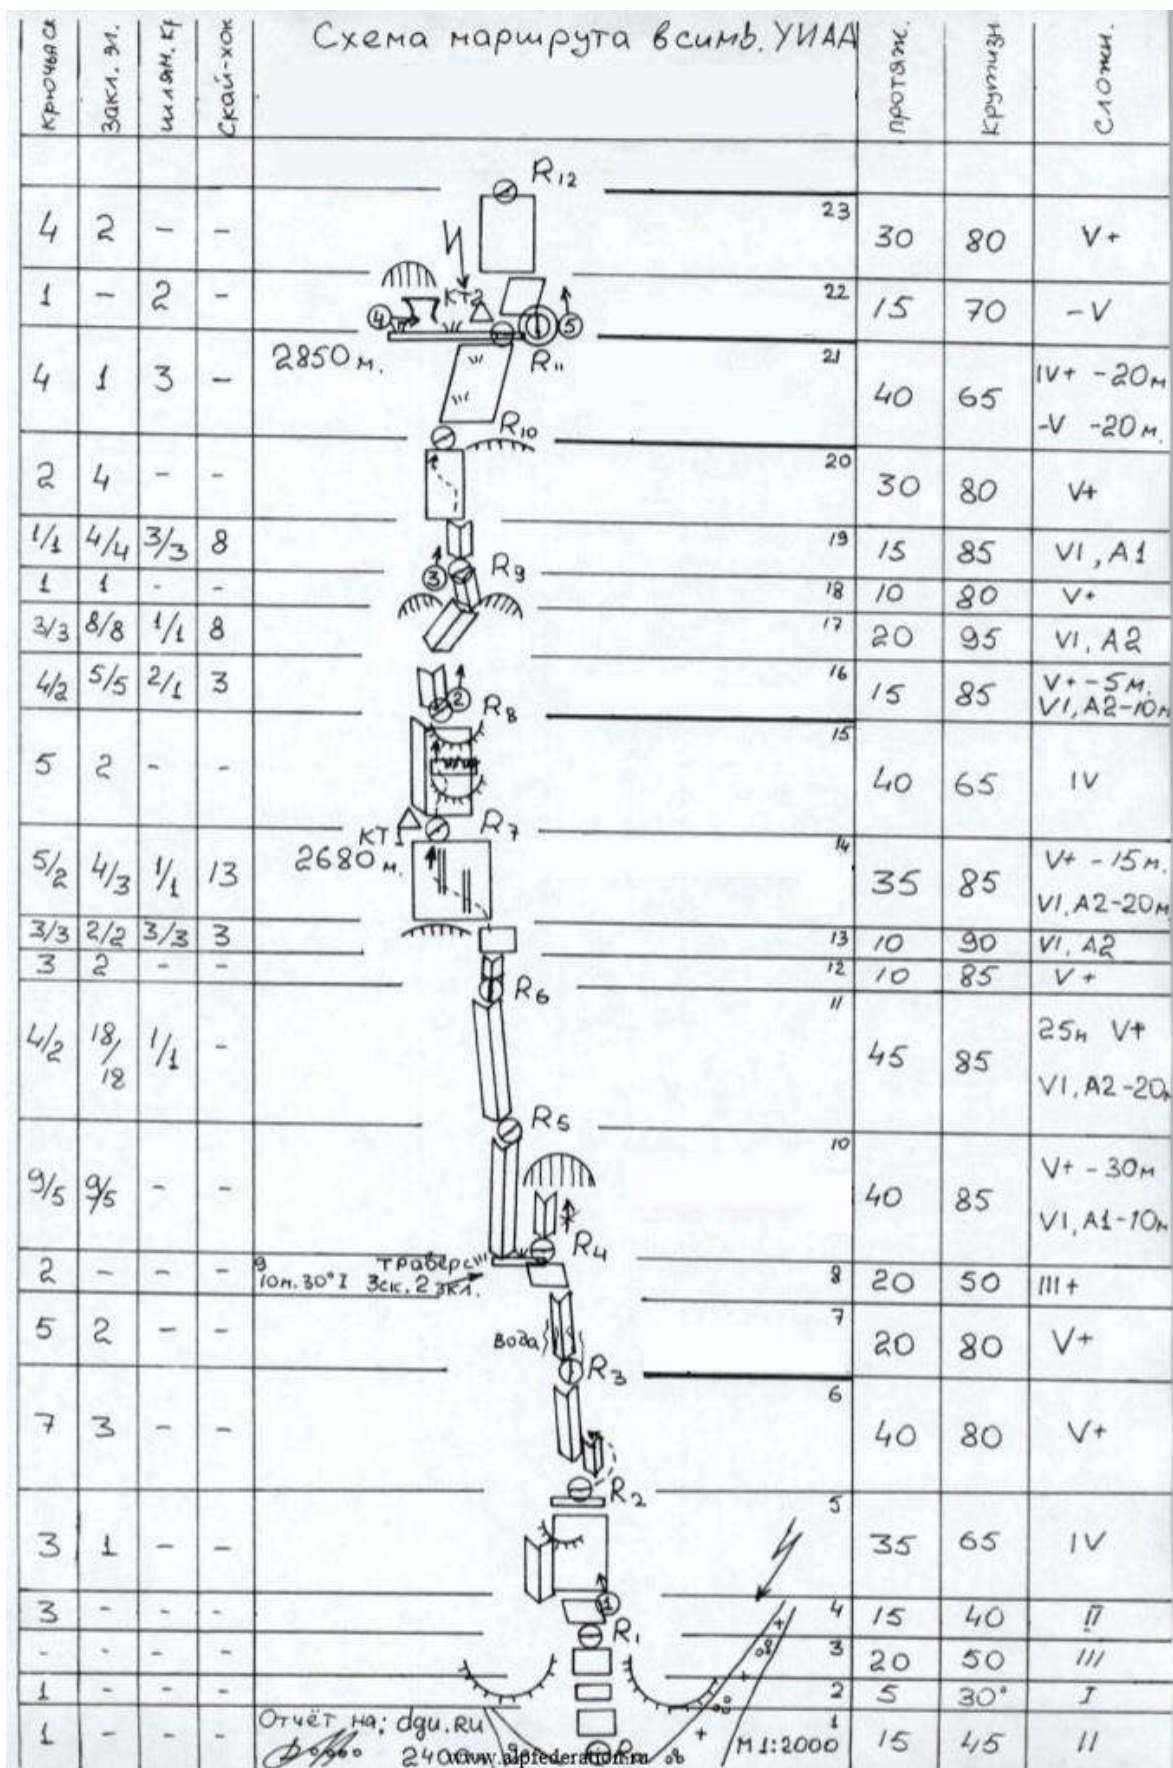 Схема маршрута в симв. УИАА
крючьев закл. эл. шлям. кр скай-хок протяж. крутизн сложн.
R12
4 2 - - 23 30 80 V+
1 - 2 - КТ2 4 5 22 15 70 -V
2850 м. R11
4 1 3 - 21 40 65 IV+ -20м
-V -20м.
R10
2 4 - - 20 30 80 V+
1/1 4/4 3/3 8 19 15 85 VI, A1
3 R9
1 1 - - 18 10 80 V+
3/3 8/8 1/1 8 17 20 95 VI, A2
4/2 5/5 2/1 3 16 15 85 V+ -5м.
VI, A2-10м
2 R8
5 2 - - 15 40 65 IV
КТ1 R7
2680 м.
5/2 4/3 1/1 13 14 35 85 V+ -15м.
VI, A2-20м
3/3 2/2 3/3 3 13 10 90 VI, A2
3 2 - - 12 10 85 V+
R6
4/2 18/18 1/1 - 11 45 85 25м V+
VI, A2-20м
R5
9/5 9/5 - - 10 40 85 V+ -30м
VI, A1-10м
R4
2 - - - 9 траверс 8 20 50 III+
10м. 30° I 3ск. 2 зкл.
5 2 - - вода 7 20 80 V+
R3
7 3 - - 6 40 80 V+
R2
3 1 - - 5 35 65 IV
3 - - - 1 4 15 40 II
R1
- - - - 3 20 50 III
1 - - - 2 5 30° I
Отчёт на: dgu.ru
1 - - - 1 15 45 II
2400 www.alpfederation.ru М 1:2000